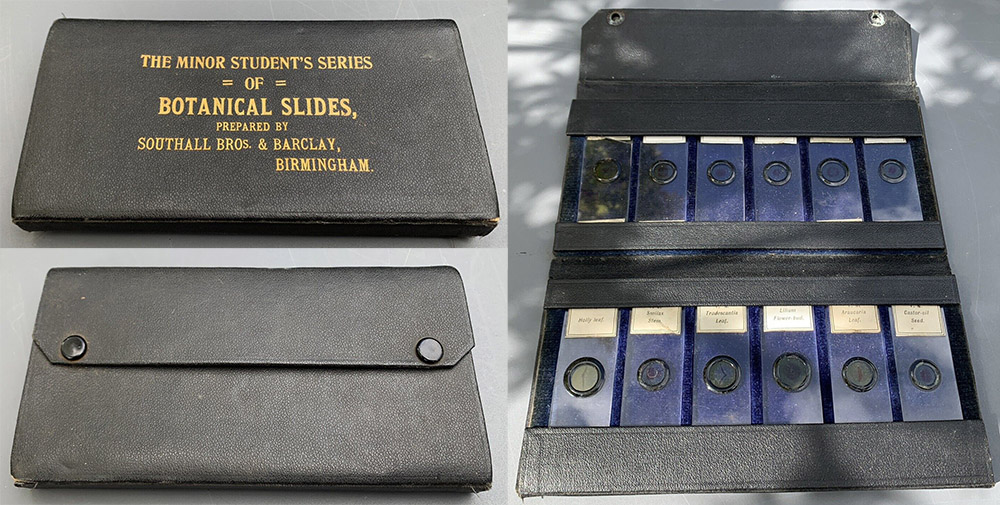 THE MINOR STUDENT'S SERIES
= OF =
BOTANICAL SLIDES,
PREPARED BY
SOUTHALL BROS. & BARCLAY,
BIRMINGHAM.
Holly leaf.
Smilax
Stem.
Tradescantia
Leaf.
Lilium
Flower-bud.
Leaf.
Castor-oil
Seed.